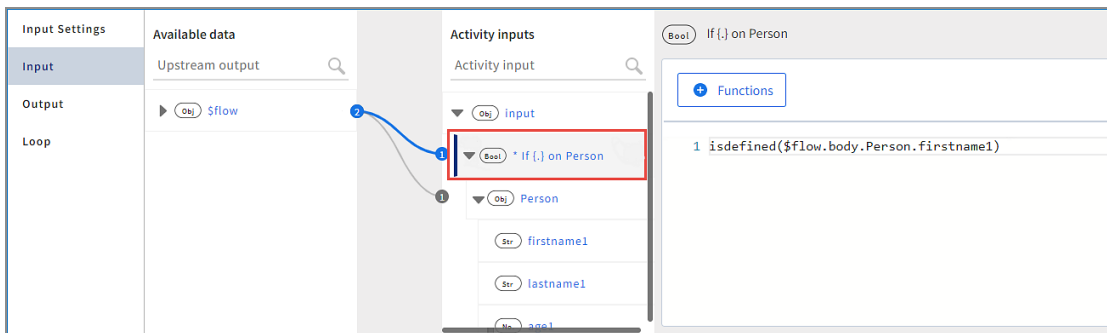 Input Settings
Input
Output
Loop
Available data
Upstream output
Obj $flow
2
1
1
Activity inputs
Activity input
Obj input
Bool * If {.} on Person
Obj Person
Str firstname1
Str lastname1
No age1
Bool If {.} on Person
+ Functions
1 isdefined($flow.body.Person.firstname1)